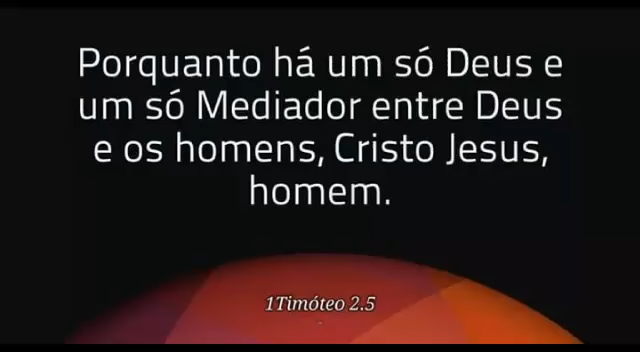 Porquanto há um só Deus e
um só Mediador entre Deus
e os homens, Cristo Jesus,
homem.
1Timóteo 2.5